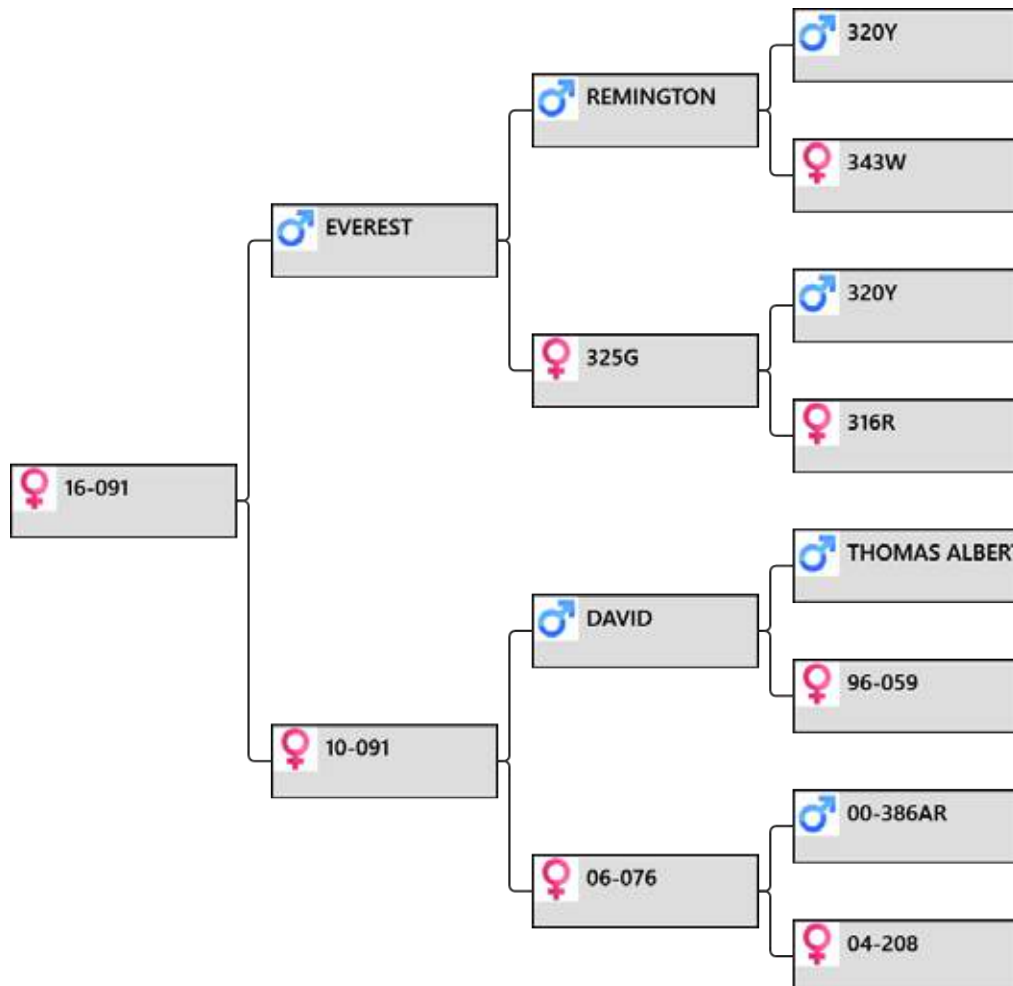 320Y
REMINGTON
343W
EVEREST
320Y
325G
316R
16-091
THOMAS ALBERT
DAVID
96-059
10-091
00-386AR
06-076
04-208